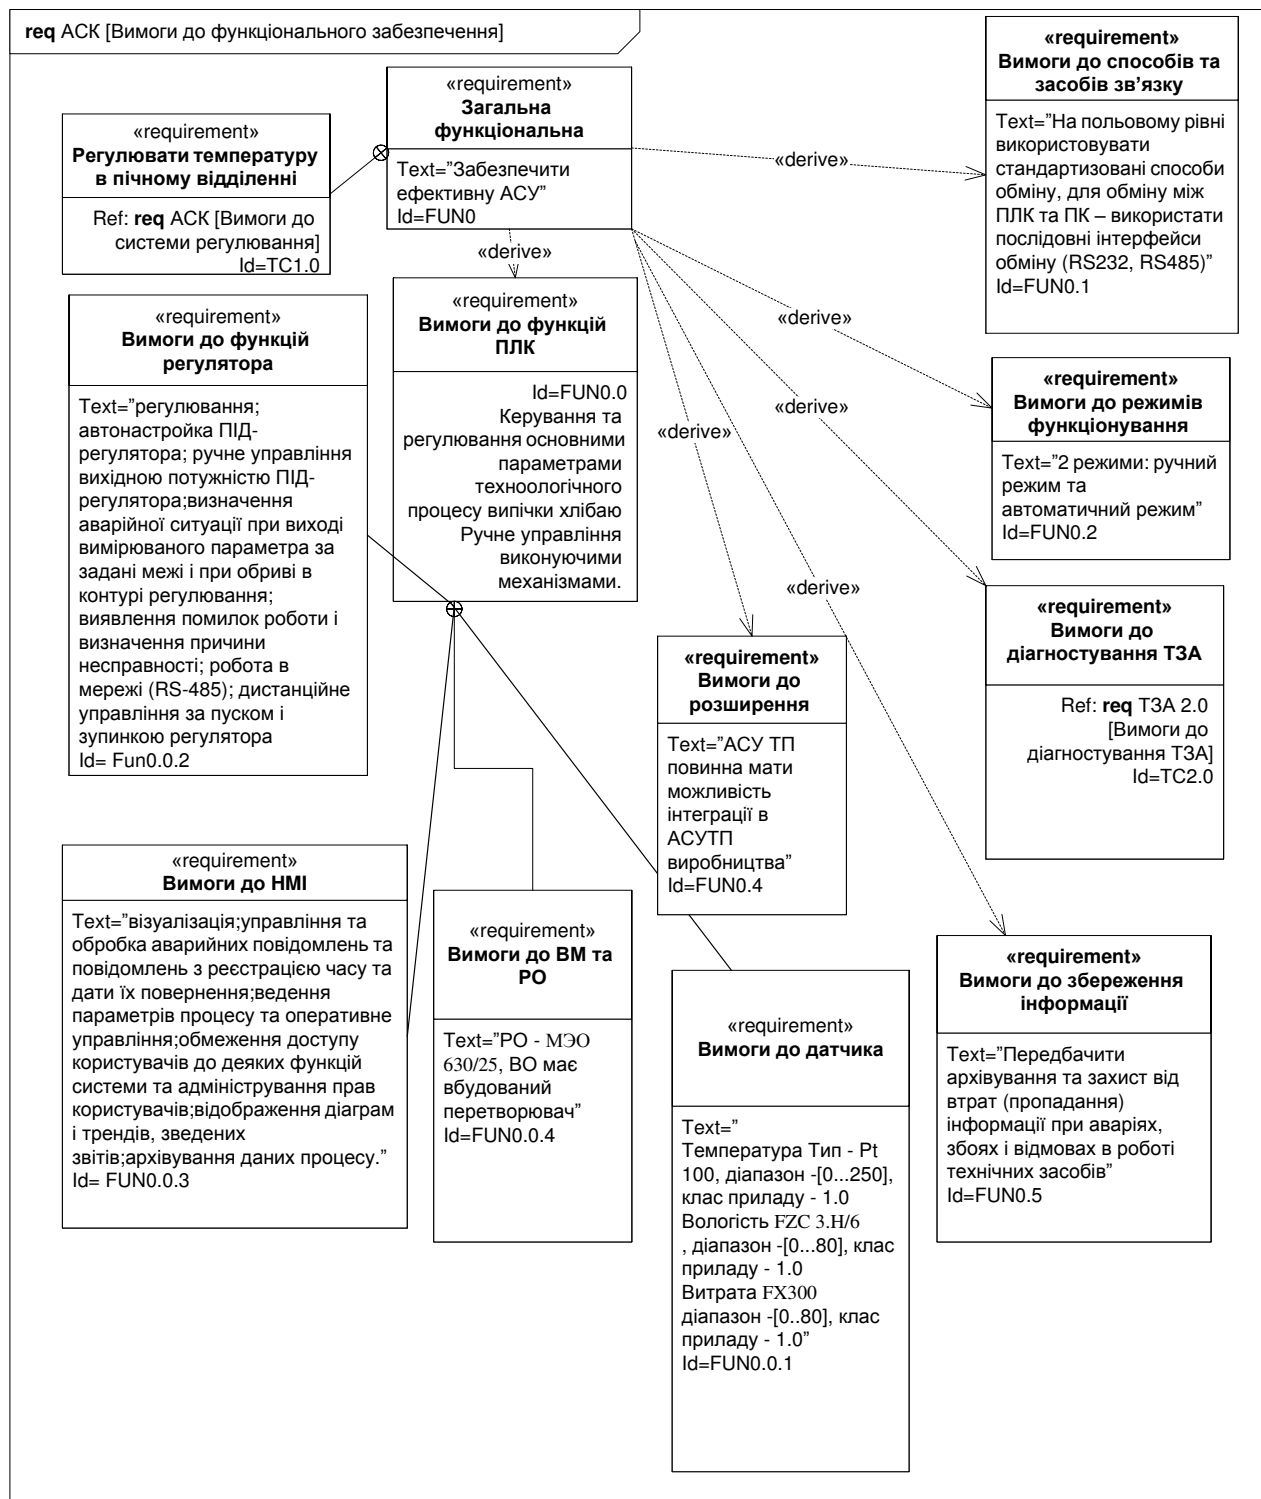 req АСК [Вимоги до функціонального забезпечення]
«requirement»
Загальна
функціональна
Text=”Забезпечити
ефективну АСУ”
Id=FUN0
«requirement»
Вимоги до способів та
засобів зв'язку
Text=”На польовому рівні
використовувати
стандартизовані способи
обміну, для обміну між
ПЛК та ПК – використати
послідовні інтерфейси
обміну (RS232, RS485)”
Id=FUN0.1
«requirement»
Регулювати температуру
в пічному відділенні
Ref: req АСК [Вимоги до
системи регулювання]
Id=TC1.0
«derive»
«derive»
«derive»
«derive»
«derive»
«derive»
«requirement»
Вимоги до функцій
регулятора
Text=”регулювання;
автонастройка ПІД-
регулятора; ручне управління
вихідною потужністю ПІД-
регулятора;визначення
аварійної ситуації при виході
вимірюваного параметра за
задані межі і при обриві в
контурі регулювання;
виявлення помилок роботи і
визначення причини
несправності; робота в
мережі (RS-485); дистанційне
управління за пуском і
зупинкою регулятора
Id= Fun0.0.2
«requirement»
Вимоги до функцій
ПЛК
Id=FUN0.0
Керування та
регулювання основними
параметрами
техноологічного
процесу випічки хлібаю
Ручне управління
виконуючими
механізмами.
«requirement»
Вимоги до режимів
функціонування
Text=”2 режими: ручний
режим та
автоматичний режим”
Id=FUN0.2
«requirement»
Вимоги до
діагностування ТЗА
Ref: req ТЗА 2.0
[Вимоги до
діагностування ТЗА]
Id=TC2.0
«requirement»
Вимоги до
розширення
Text=”АСУ ТП
повинна мати
можливість
інтеграції в
АСУТП
виробництва”
Id=FUN0.4
«requirement»
Вимоги до HMI
Text=”візуалізація;управління та
обробка аварийних повідомлень та
повідомлень з реєстрацією часу та
дати їх повернення;ведення
параметрів процесу та оперативне
управління;обмеження доступу
користувачів до деяких функцій
системи та адміністрування прав
користувачів;відображення діаграм
і трендів, зведених
звітів;архівування даних процесу.”
Id= FUN0.0.3
«requirement»
Вимоги до ВМ та
РО
Text=”РО - МЭО
630/25, ВО має
вбудований
перетворювач”
Id=FUN0.0.4
«requirement»
Вимоги до датчика
Text=”
Температура Тип - Pt
100, діапазон -[0...250],
клас приладу - 1.0
Вологість FZC 3.H/6
, діапазон -[0...80], клас
приладу - 1.0
Витрата FX300
діапазон -[0..80], клас
приладу - 1.0”
Id=FUN0.0.1
«requirement»
Вимоги до збереження
інформації
Text=”Передбачити
архівування та захист від
втрат (пропадання)
інформації при аваріях,
збоях і відмовах в роботі
технічних засобів”
Id=FUN0.5